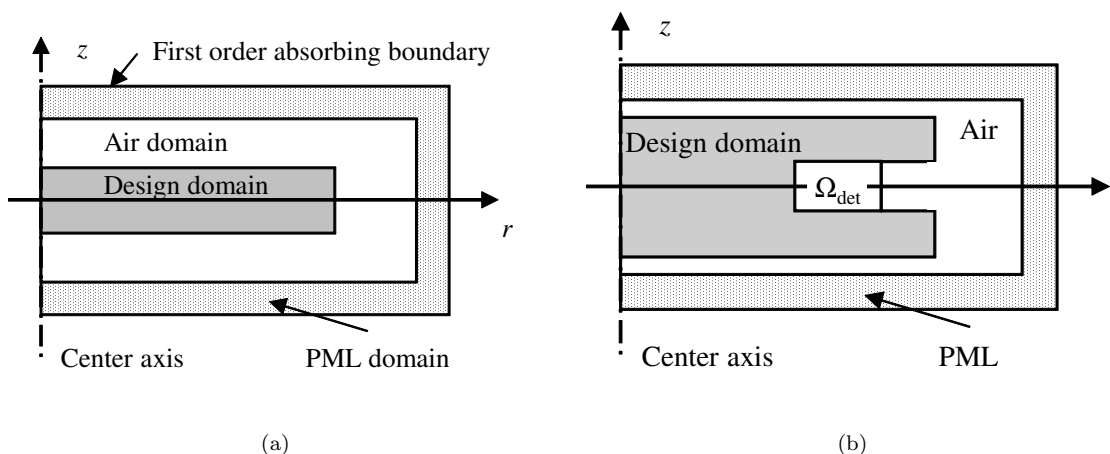 z
First order absorbing boundary
Air domain
Design domain
r
Center axis
PML domain
(a)
z
Design domain
Air
Ωdet
Center axis
PML
(b)